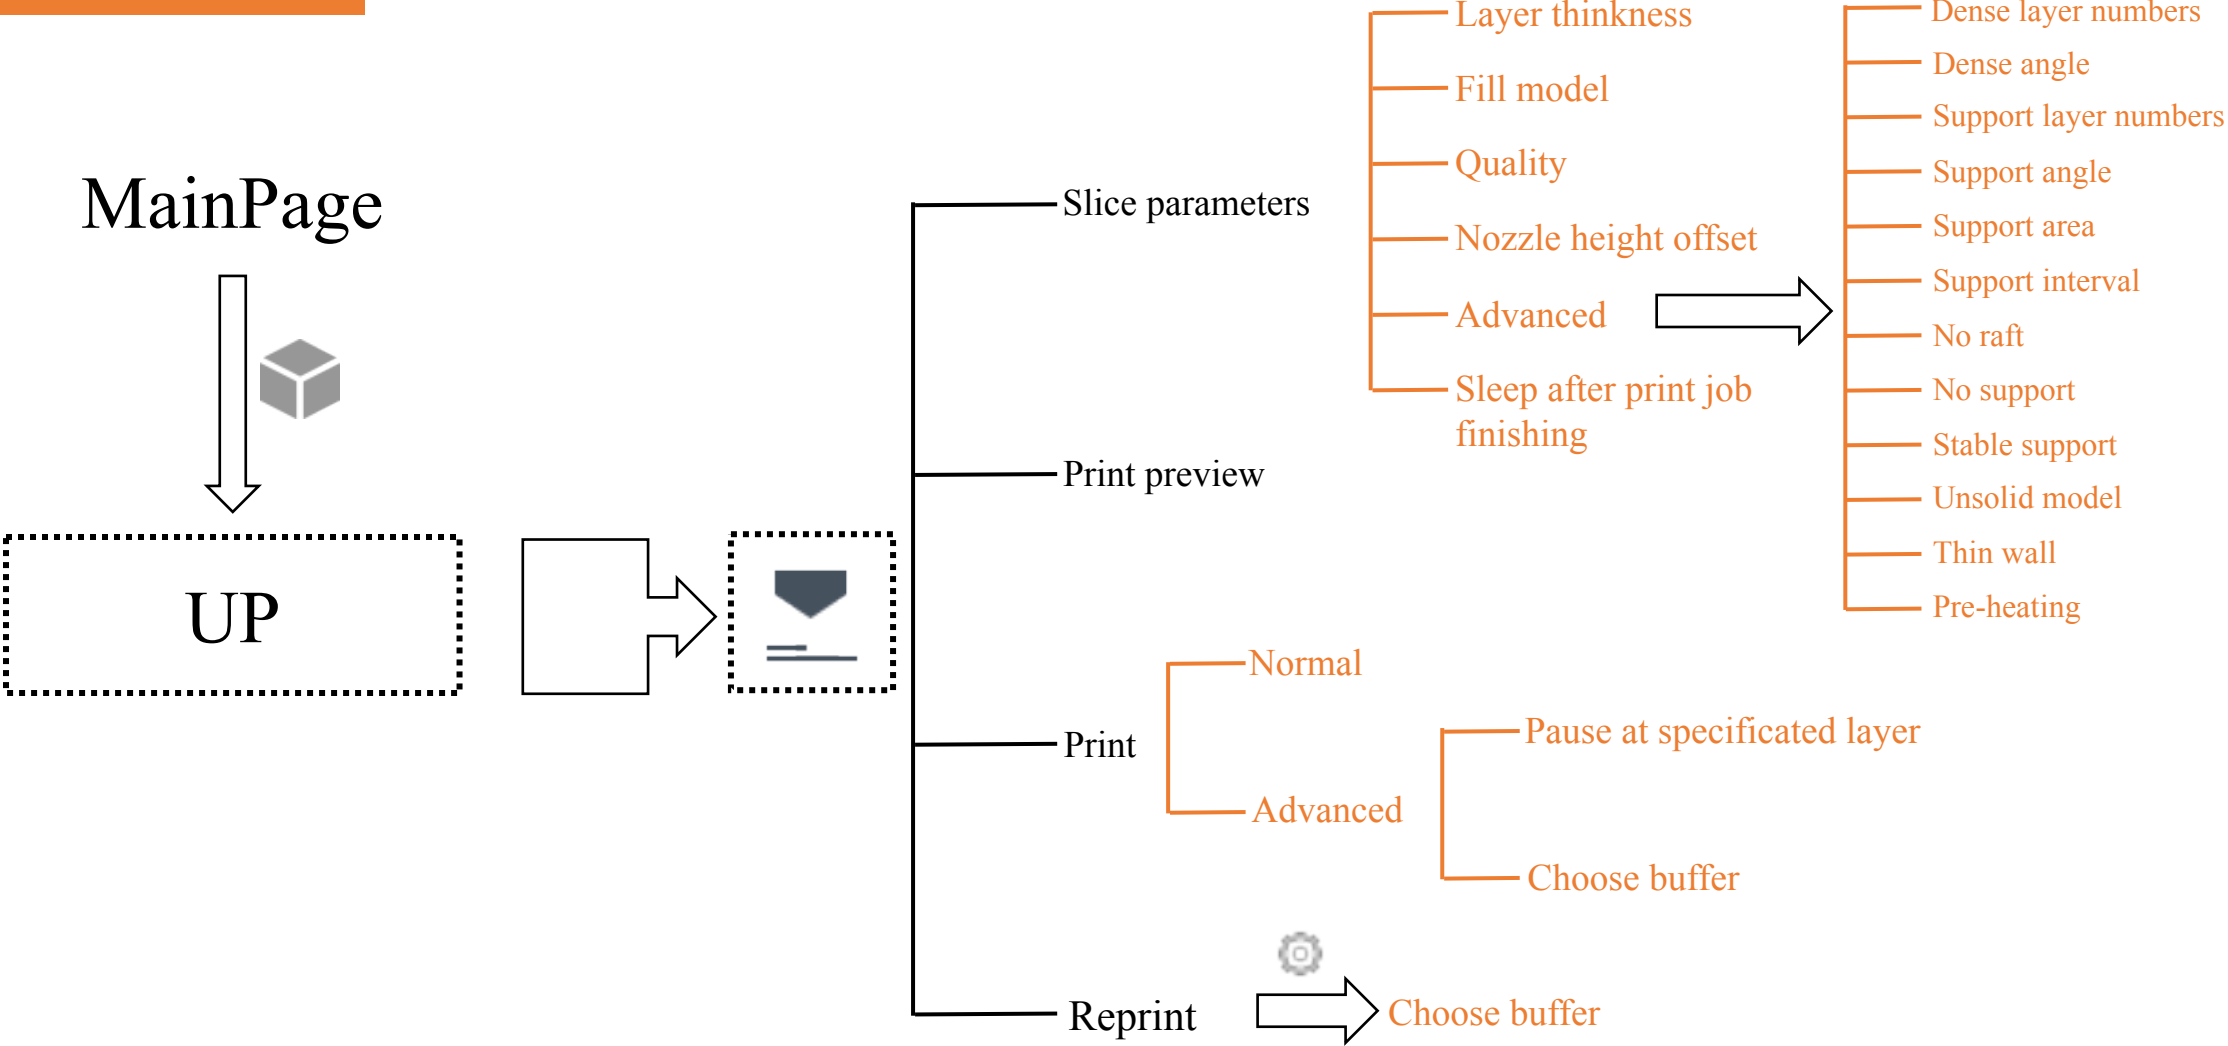 MainPage
UP
Slice parameters
Layer thinkness
Fill model
Quality
Nozzle height offset
Advanced
Sleep after print job
finishing
Dense layer numbers
Dense angle
Support layer numbers
Support angle
Support area
Support interval
No raft
No support
Stable support
Unsolid model
Thin wall
Pre-heating
Print preview
Print
Normal
Advanced
Pause at specificated layer
Choose buffer
Reprint
Choose buffer